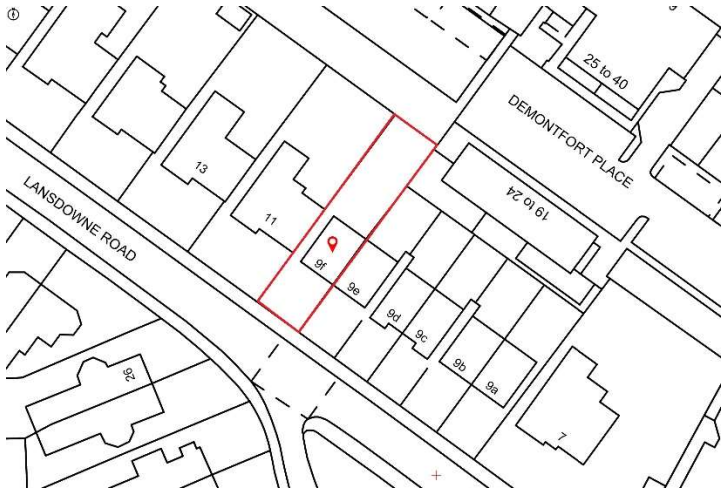 25 to 40
DEMONTFORT PLACE
13
19 to 24
LANSDOWNE ROAD
11
9f
9e
9d
9c
9b
9a
26
7